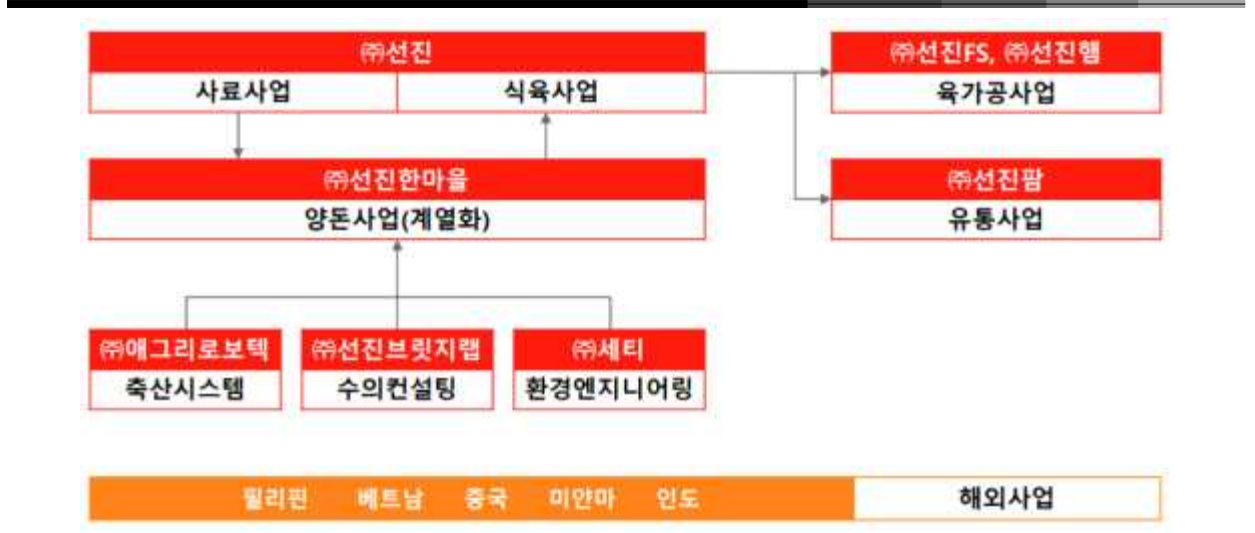 ㈜선진
사료사업 식육사업
㈜선진FS, ㈜선진햄
육가공사업
㈜선진한마을
양돈사업(계열화)
㈜선진팜
유통사업
㈜애그리로보텍
축산시스템
㈜선진브릿지랩
수의컨설팅
㈜세티
환경엔지니어링
필리핀 베트남 중국 미얀마 인도 해외사업